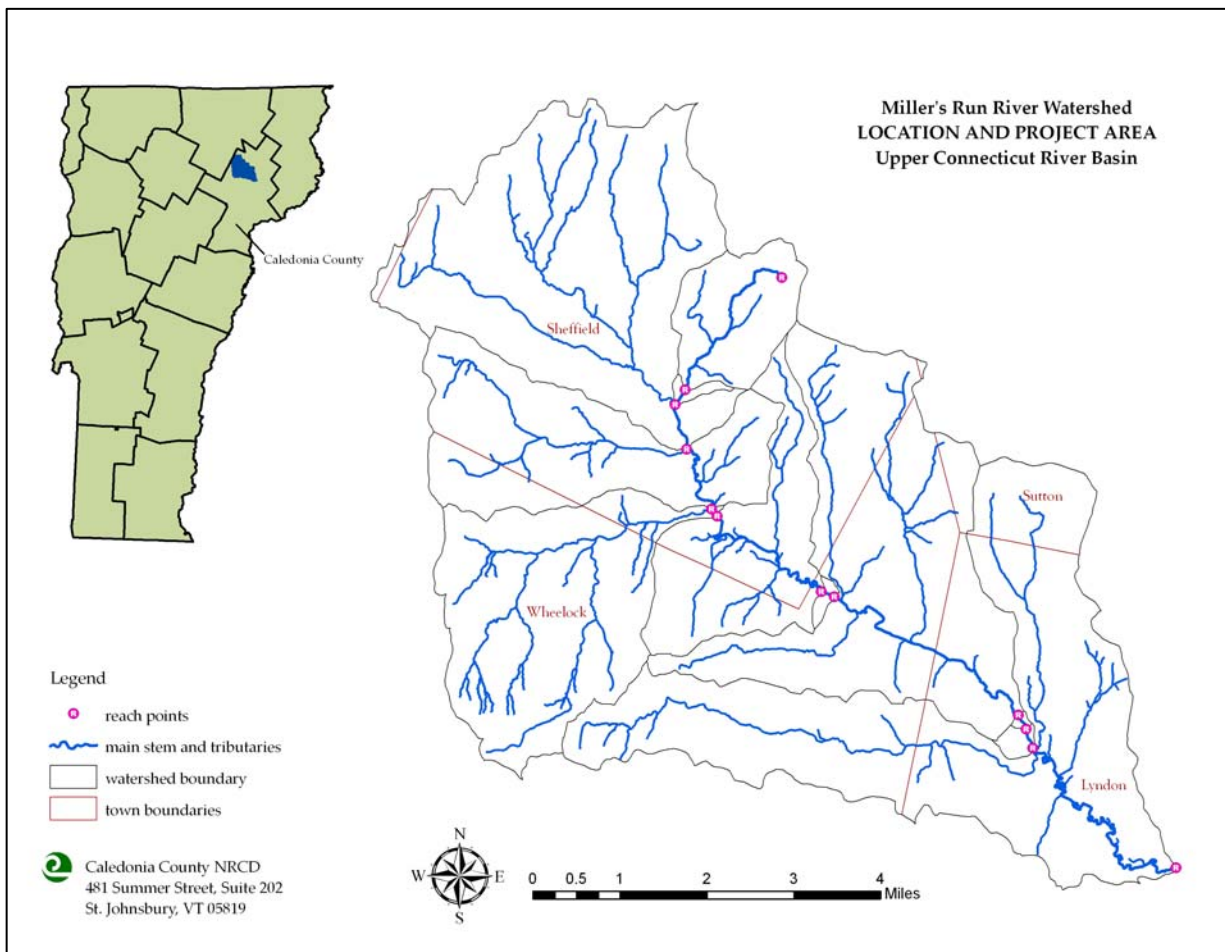 Miller's Run River Watershed
LOCATION AND PROJECT AREA
Upper Connecticut River Basin
Caledonia County
Sheffield
Sutton
Wheelock
Lyndon
Legend
reach points
main stem and tributaries
watershed boundary
town boundaries
Caledonia County NRCD
481 Summer Street, Suite 202
St. Johnsbury, VT 05819
N
W E
S
0 0.5 1 2 3 4
Miles